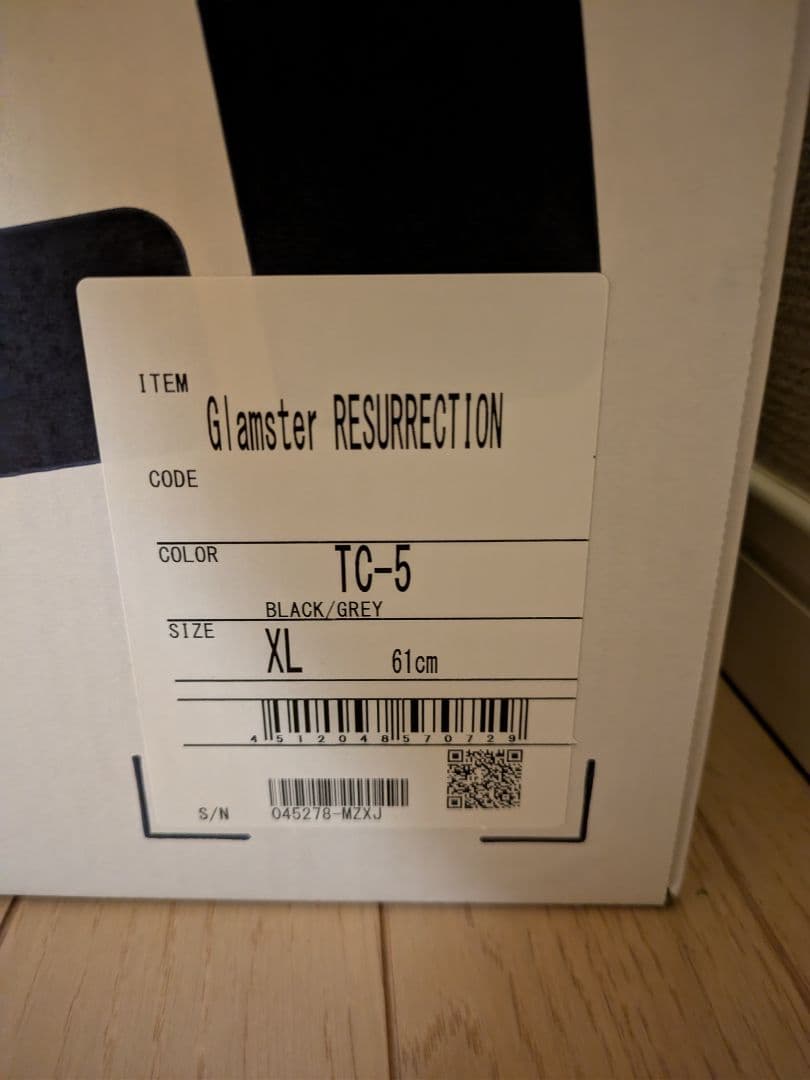 ITEM
Glamster RESURRECTION
CODE
COLOR
TC-5
BLACK/GREY
SIZE
XL 61cm
4512048570729
S/N 045278-MZXJ